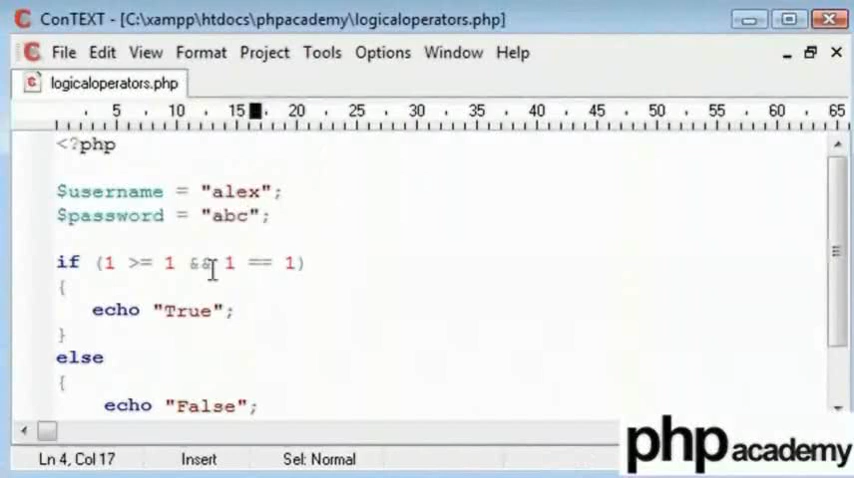 ConTEXT - [C:\xampp\htdocs\phpacademy\logicaloperators.php]
File Edit View Format Project Tools Options Window Help
logicaloperators.php
5 10 15 20 25 30 35 40 45 50 55 60 65
<?php
$username = "alex";
$password = "abc";
if (1 >= 1 && 1 == 1)
{
echo "True";
}
else
{
echo "False";
Ln 4, Col 17 Insert Sel: Normal
php academy